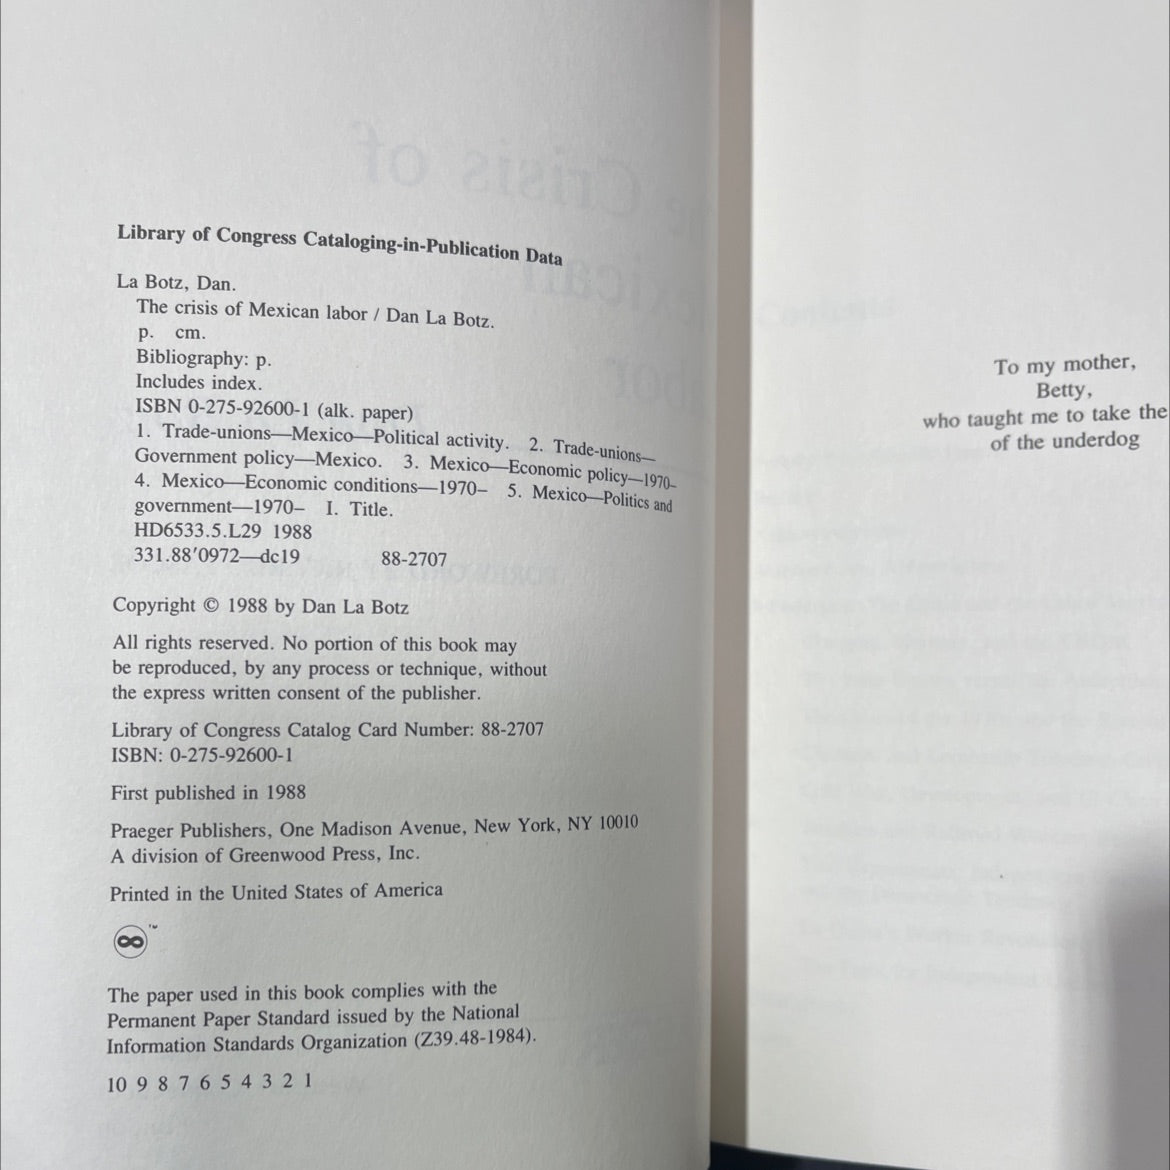 Library of Congress Cataloging-in-Publication Data
La Botz, Dan.
The crisis of Mexican labor / Dan La Botz.
p. cm.
Bibliography: p.
Includes index.
ISBN 0-275-92600-1 (alk. paper)
1. Trade-unions—Mexico—Political activity. 2. Trade-unions—
Government policy—Mexico. 3. Mexico—Economic policy—1970–
4. Mexico—Economic conditions—1970– 5. Mexico—Politics and
government—1970– I. Title.
HD6533.5.L29 1988
331.88′0972—dc19 88-2707
Copyright © 1988 by Dan La Botz
All rights reserved. No portion of this book may
be reproduced, by any process or technique, without
the express written consent of the publisher.
Library of Congress Catalog Card Number: 88-2707
ISBN: 0-275-92600-1
First published in 1988
Praeger Publishers, One Madison Avenue, New York, NY 10010
A division of Greenwood Press, Inc.
Printed in the United States of America
∞™
The paper used in this book complies with the
Permanent Paper Standard issued by the National
Information Standards Organization (Z39.48-1984).
10 9 8 7 6 5 4 3 2 1
To my mother,
Betty,
who taught me to take the
of the underdog